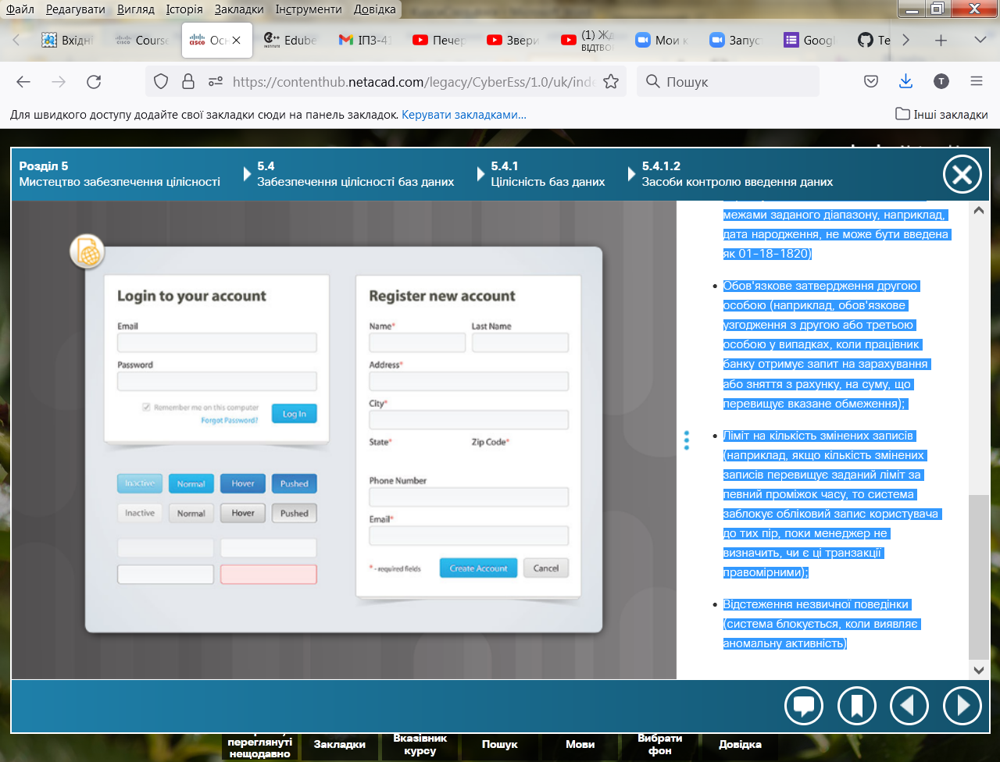 Файл Редагувати Вигляд Історія Закладки Інструменти Довідка
Вхідні Course Осн Edube ІПЗ-41 Печер Звери (1) Жд Мои к Запус Googl Te
ВІДТВО
https://contenthub.netacad.com/legacy/CyberEss/1.0/uk/inde
Пошук
T
Для швидкого доступу додайте свої закладки сюди на панель закладок. Керувати закладками...
Інші закладки
Розділ 5
Мистецтво забезпечення цілісності
5.4
Забезпечення цілісності баз даних
5.4.1
Цілісність баз даних
5.4.1.2
Засоби контролю введення даних
Login to your account
Email
Password
Remember me on this computer
Log In
Forgot Password?
Inactive Normal Hover Pushed
Inactive Normal Hover Pushed
Register new account
Name* Last Name
Address*
City*
State* Zip Code*
Phone Number
Email*
* - required fields
Create Account Cancel
межами заданого діапазону, наприклад,
дата народження, не може бути введена
як 01-18-1820)
• Обов'язкове затвердження другою
особою (наприклад, обов'язкове
узгодження з другою або третьою
особою у випадках, коли працівник
банку отримує запит на зарахування
або зняття з рахунку, на суму, що
перевищує вказане обмеження);
• Ліміт на кількість змінених записів
(наприклад, якщо кількість змінених
записів перевищує заданий ліміт за
певний проміжок часу, то система
заблокує обліковий запис користувача
до тих пір, поки менеджер не
визначить, чи є ці транзакції
правомірними);
• Відстеження незвичної поведінки
(система блокується, коли виявляє
аномальну активність)
переглянуті
нещодавно
Закладки
Вказівник
курсу
Пошук
Мови
Вибрати
фон
Довідка